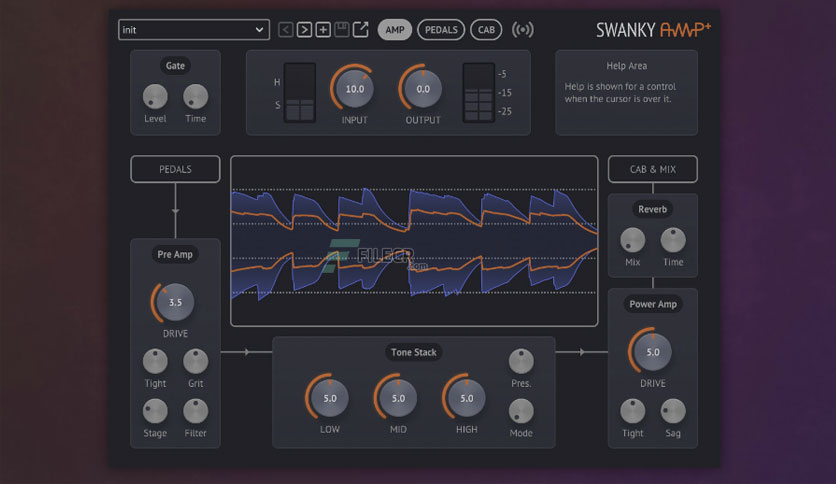 init
AMP
PEDALS
CAB
SWANKY AMP+
Gate
Level
Time
H
S
10.0
INPUT
0.0
OUTPUT
-5
-15
-25
Help Area
Help is shown for a control
when the cursor is over it.
PEDALS
CAB & MIX
Pre Amp
3.5
DRIVE
Tight
Grit
Stage
Filter
FILECR
.com
Reverb
Mix
Time
Tone Stack
5.0
LOW
5.0
MID
5.0
HIGH
Pres.
Mode
Power Amp
5.0
DRIVE
Tight
Sag